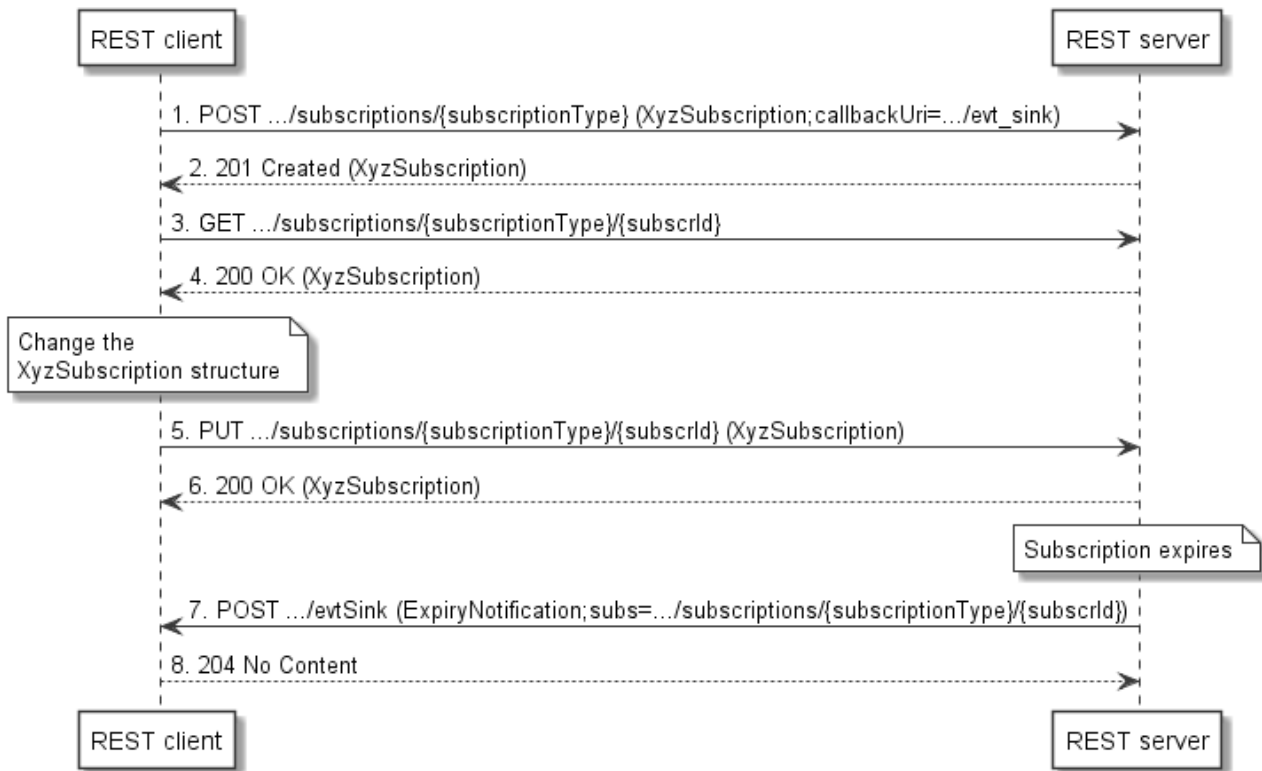 REST client
REST server
1. POST .../subscriptions/{subscriptionType} (XyzSubscription;callbackUri=.../evt_sink)
2. 201 Created (XyzSubscription)
3. GET .../subscriptions/{subscriptionType}/{subscrId}
4. 200 OK (XyzSubscription)
Change the
XyzSubscription structure
5. PUT .../subscriptions/{subscriptionType}/{subscrId} (XyzSubscription)
6. 200 OK (XyzSubscription)
Subscription expires
7. POST .../evtSink (ExpiryNotification;subs=.../subscriptions/{subscriptionType}/{subscrId})
8. 204 No Content
REST client
REST server